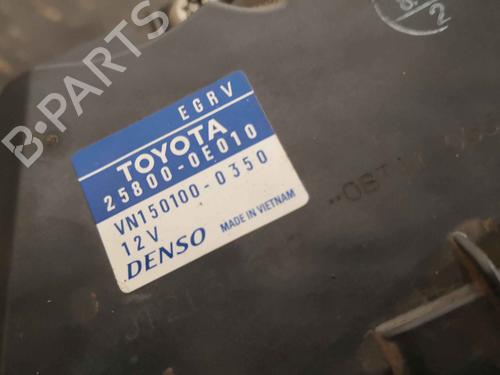 B-PARTS
EGRV
TOYOTA
25800-0E010
VN150100-0350
12V
DENSO MADE IN VIETNAM